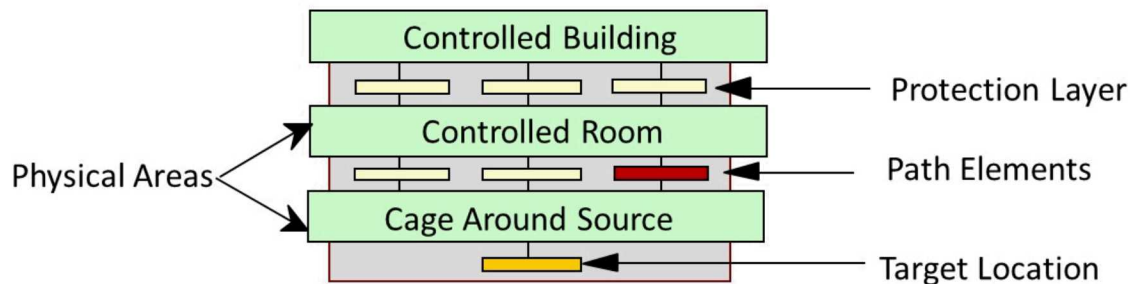 Controlled Building
Protection Layer
Controlled Room
Physical Areas
Path Elements
Cage Around Source
Target Location